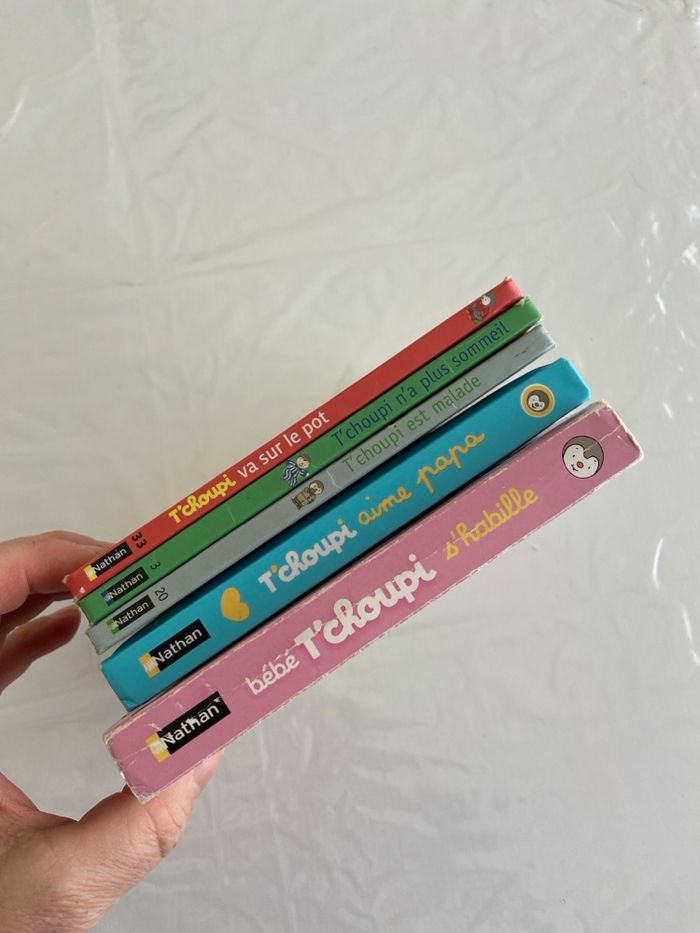 Nathan 33 T'choupi va sur le pot
Nathan 3 T'choupi n'a plus sommeil
Nathan 20 T'choupi est malade
Nathan T'choupi aime papa
Nathan bébé T'choupi s'habille